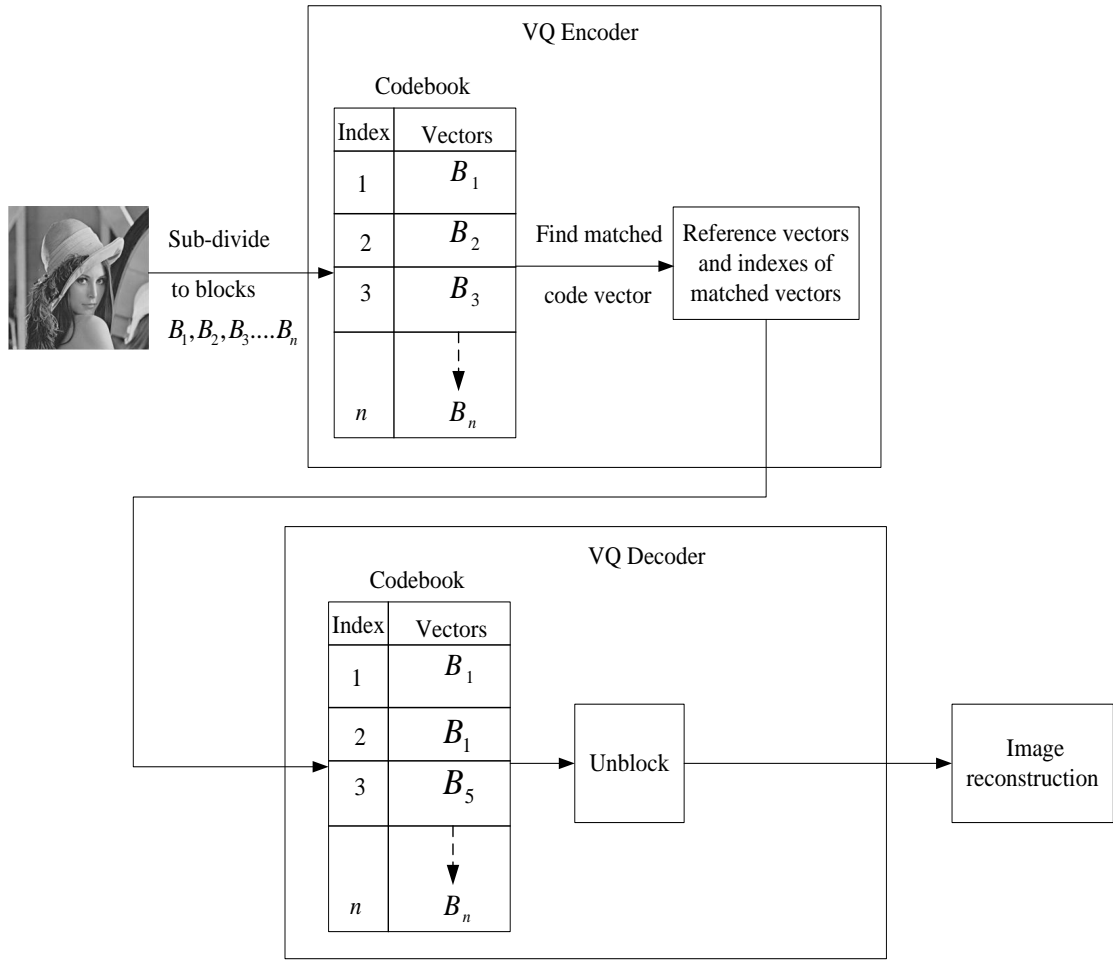 VQ Encoder
Codebook
Index Vectors
1 B₁
2 B₂
3 B₃
n Bₙ
Sub-divide
to blocks
B₁,B₂,B₃....Bₙ
Find matched
code vector
Reference vectors
and indexes of
matched vectors
VQ Decoder
Codebook
Index Vectors
1 B₁
2 B₁
3 B₅
n Bₙ
Unblock
Image
reconstruction